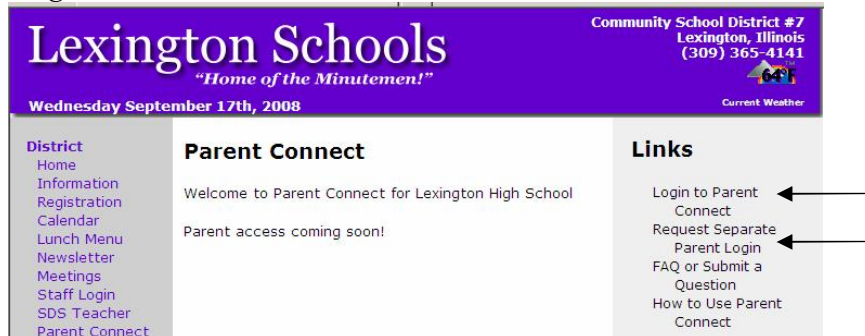 Lexington Schools
"Home of the Minutemen!"
Wednesday September 17th, 2008
Community School District #7
Lexington, Illinois
(309) 365-4141
64°F
TM
Current Weather
District
Home
Information
Registration
Calendar
Lunch Menu
Newsletter
Meetings
Staff Login
SDS Teacher
Parent Connect
Parent Connect
Welcome to Parent Connect for Lexington High School
Parent access coming soon!
Links
Login to Parent
Connect
Request Separate
Parent Login
FAQ or Submit a
Question
How to Use Parent
Connect